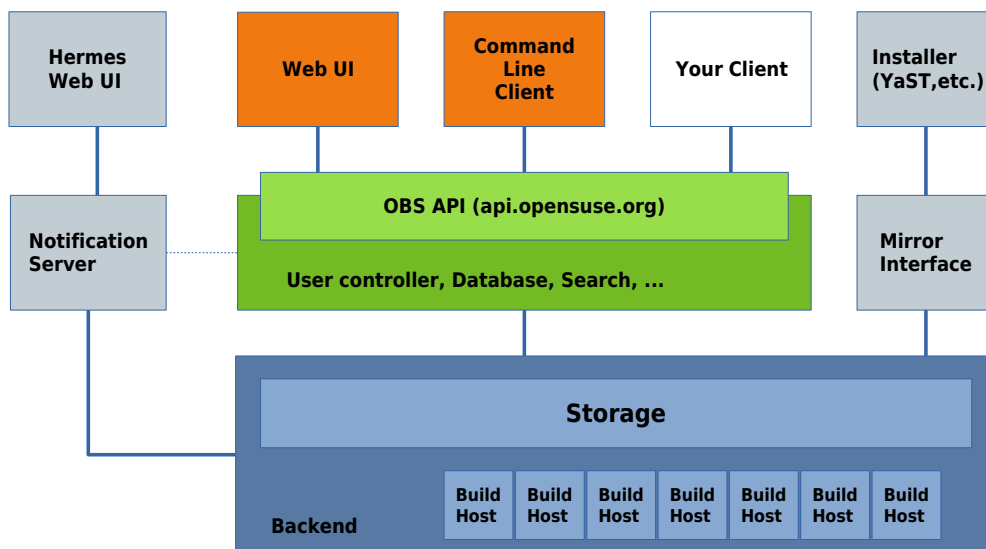 Hermes
Web UI
Web UI
Command
Line
Client
Your Client
Installer
(YaST,etc.)
OBS API (api.opensuse.org)
Notification
Server
User controller, Database, Search, ...
Mirror
Interface
Storage
Build
Host
Build
Host
Build
Host
Build
Host
Build
Host
Build
Host
Build
Host
Backend